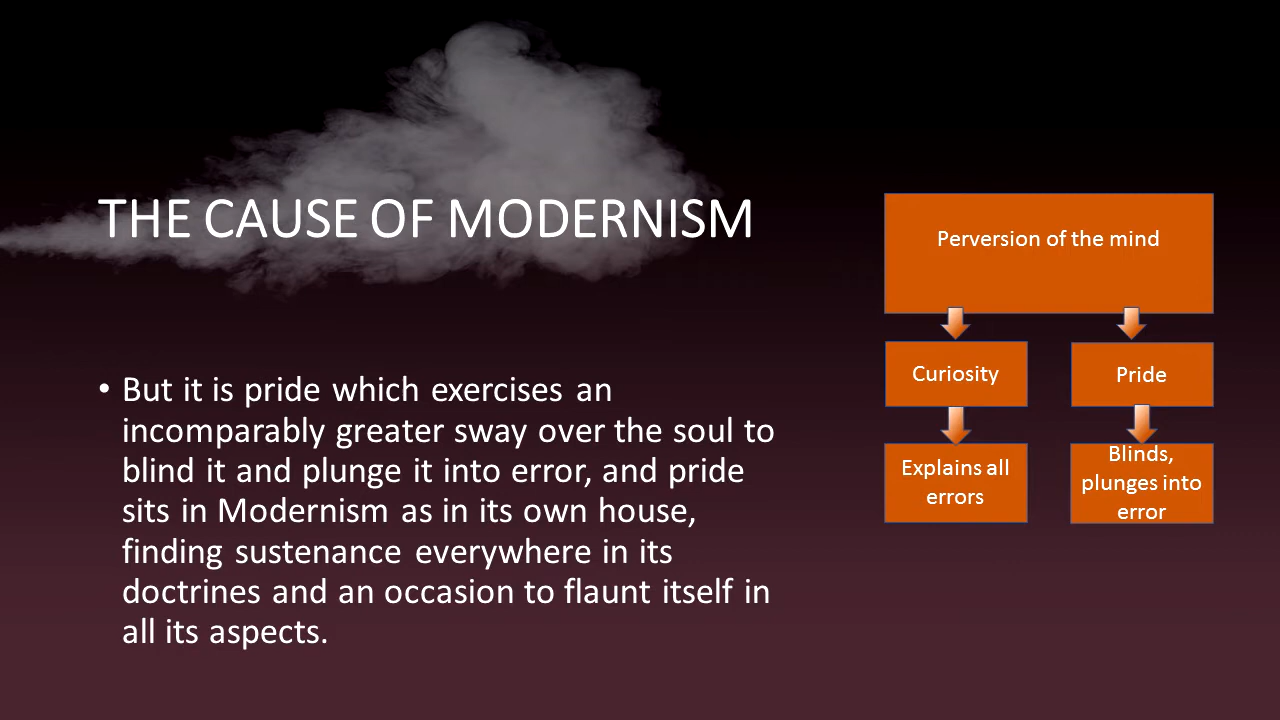 THE CAUSE OF MODERNISM
• But it is pride which exercises an
incomparably greater sway over the soul to
blind it and plunge it into error, and pride
sits in Modernism as in its own house,
finding sustenance everywhere in its
doctrines and an occasion to flaunt itself in
all its aspects.
Perversion of the mind
Curiosity
Pride
Explains all
errors
Blinds,
plunges into
error